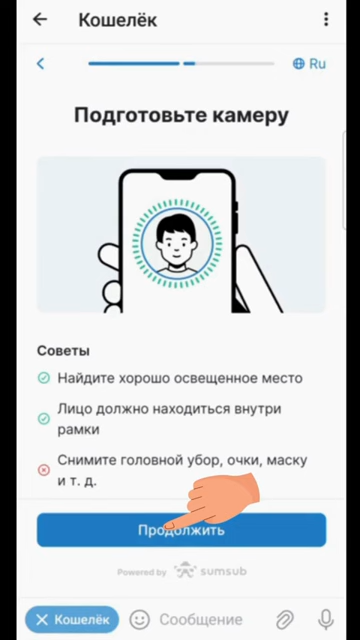 Кошелёк
Ru
Подготовьте камеру
Советы
Найдите хорошо освещенное место
Лицо должно находиться внутри
рамки
Снимите головной убор, очки, маску
и т. д.
Продолжить
Powered by sumsub
Кошелёк
Сообщение